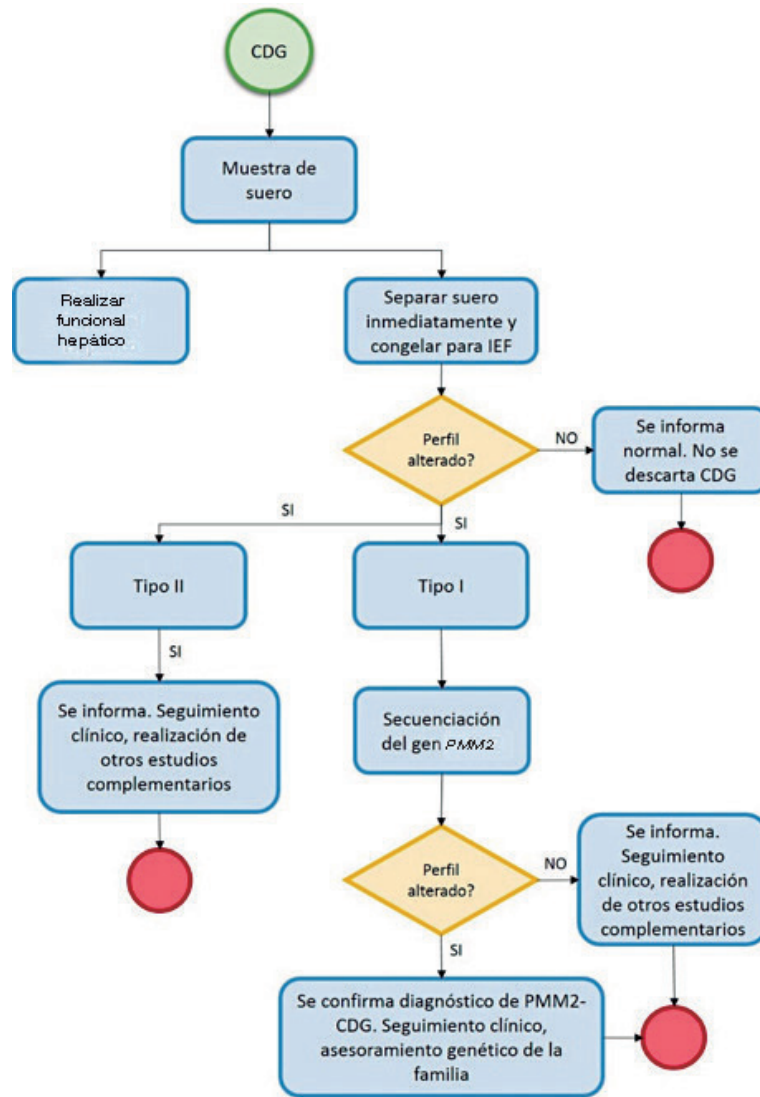 CDG
Muestra de
suero
Realizar
funcional
hepático
Separar suero
inmediatamente y
congelar para IEF
Perfil
alterado?
NO
Se informa
normal. No se
descarta CDG
SI
SI
Tipo II
Tipo I
SI
Se informa. Seguimiento
clínico, realización de
otros estudios
complementarios
Secuenciación
del gen PMM2
Perfil
alterado?
NO
Se informa.
Seguimiento
clínico, realización
de otros estudios
complementarios
SI
Se confirma diagnóstico de PMM2-
CDG. Seguimiento clínico,
asesoramiento genético de la
familia